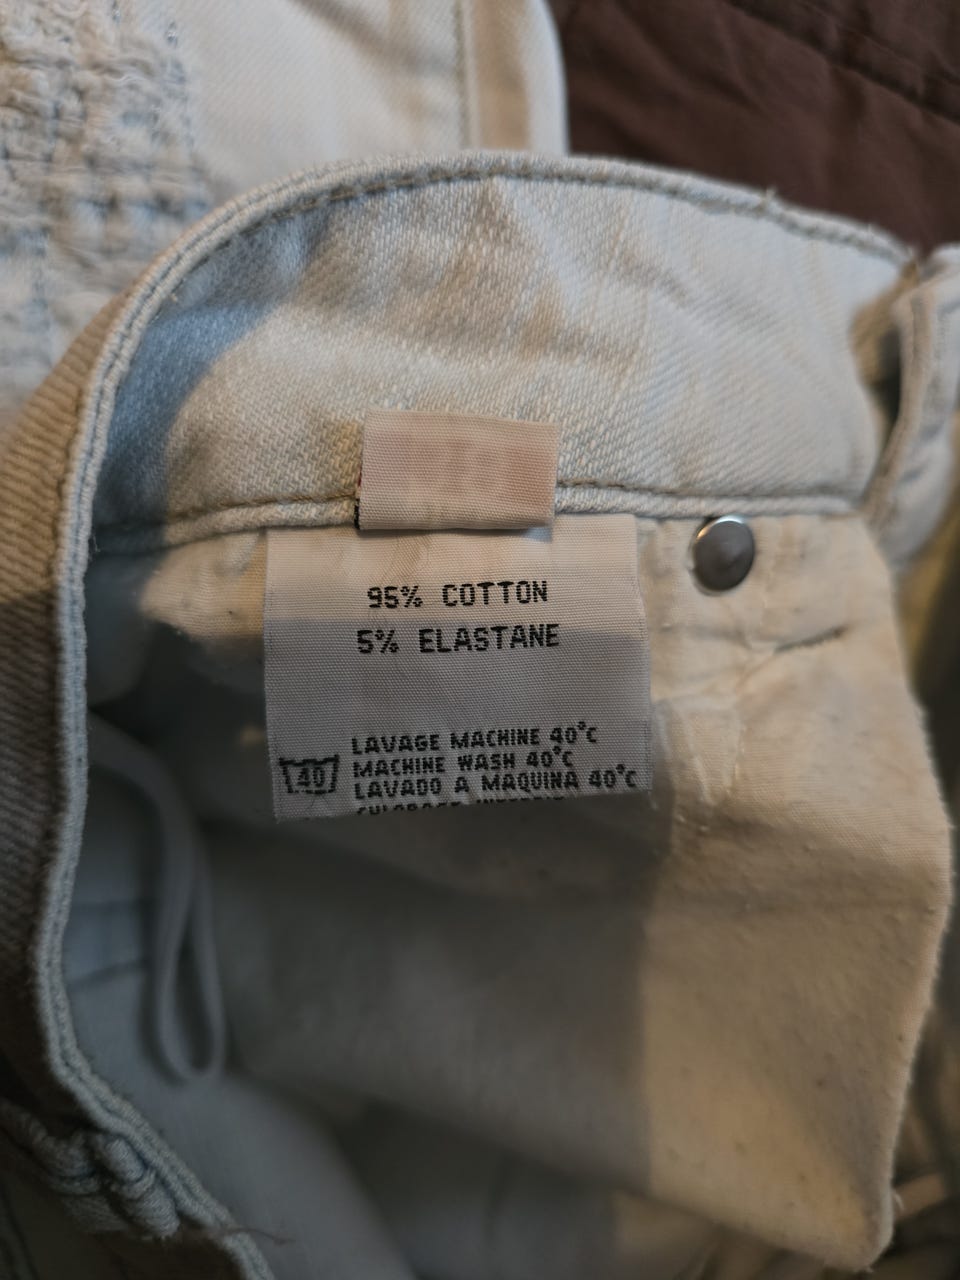 95% COTTON
5% ELASTANE
LAVAGE MACHINE 40°C
40
MACHINE WASH 40°C
LAVADO A MAQUINA 40°C